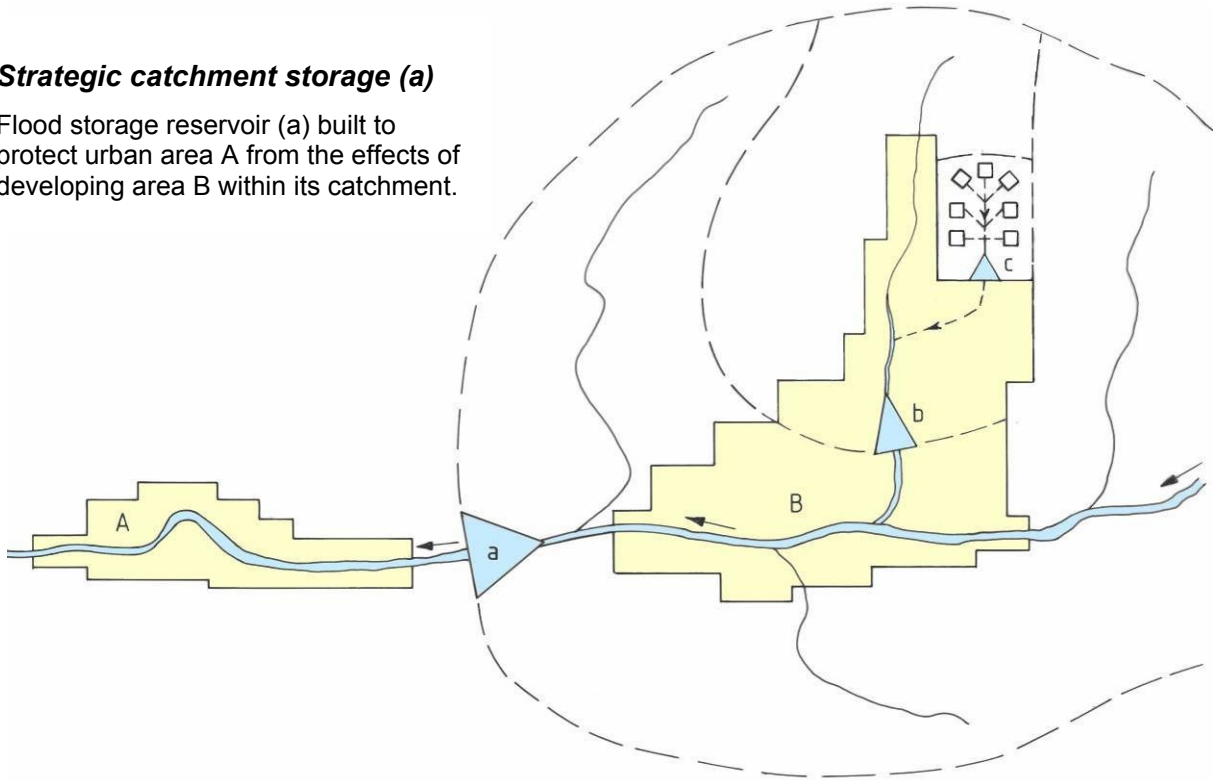 Strategic catchment storage (a)
Flood storage reservoir (a) built to
protect urban area A from the effects of
developing area B within its catchment.
c
b
B
A
a